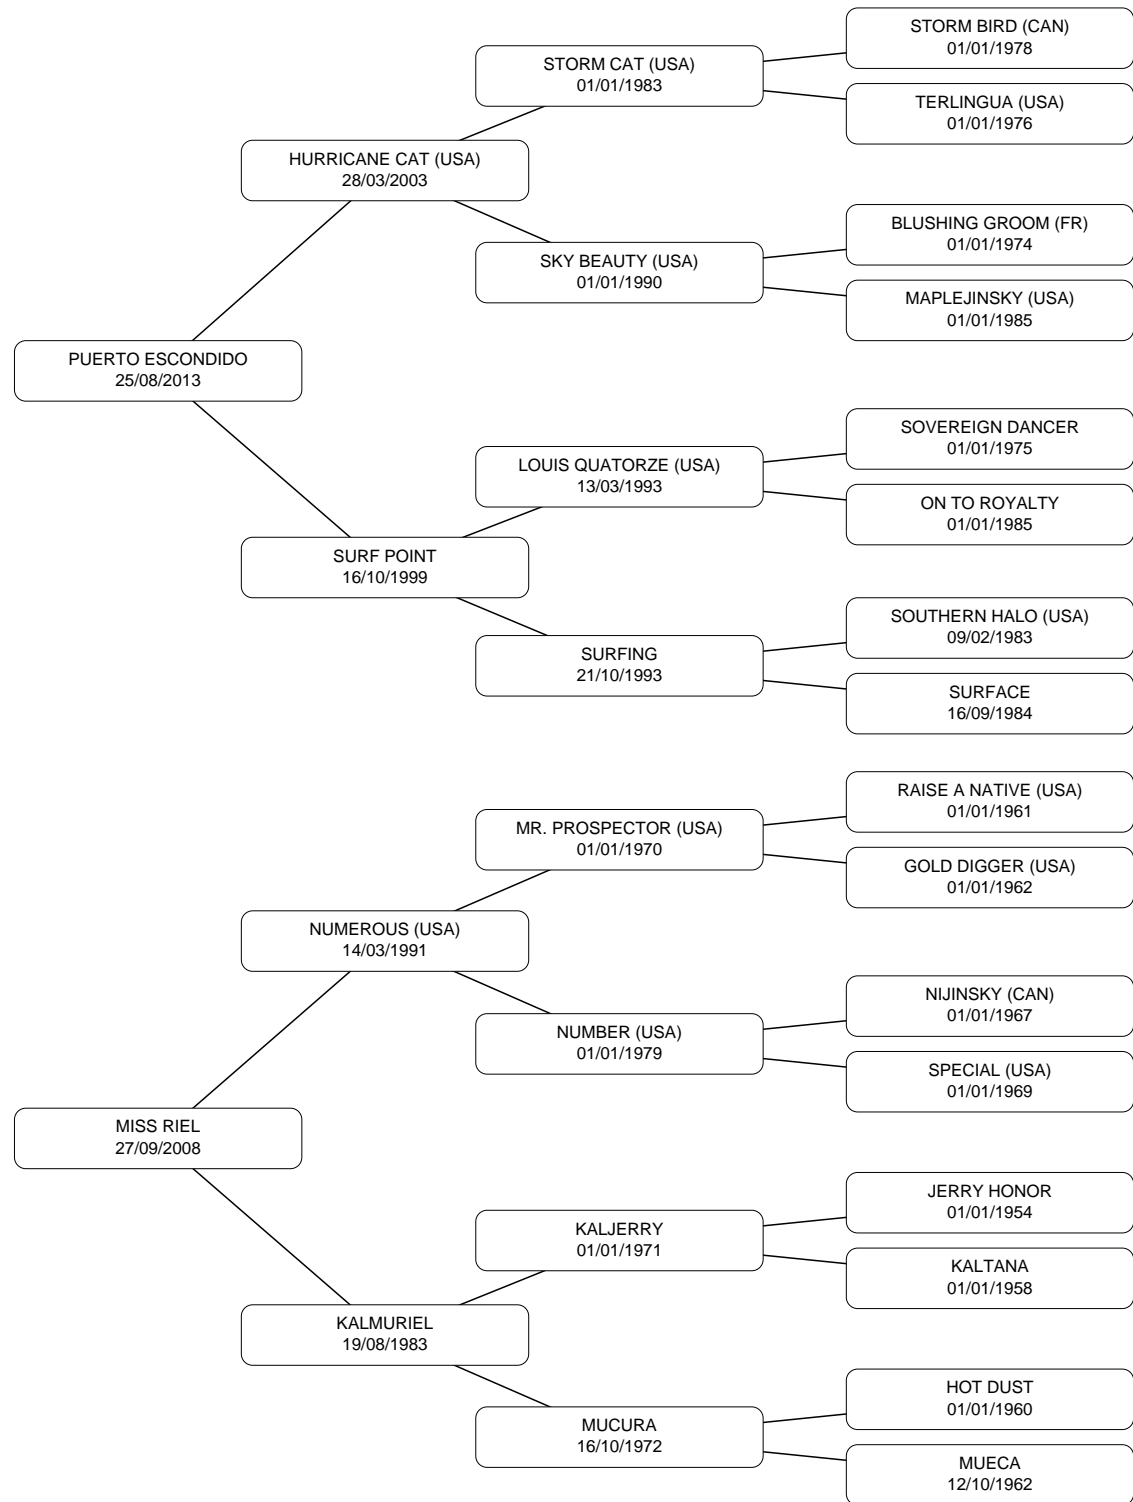 STORM BIRD (CAN)
01/01/1978
STORM CAT (USA)
01/01/1983
TERLINGUA (USA)
01/01/1976
HURRICANE CAT (USA)
28/03/2003
BLUSHING GROOM (FR)
01/01/1974
SKY BEAUTY (USA)
01/01/1990
MAPLEJINSKY (USA)
01/01/1985
PUERTO ESCONDIDO
25/08/2013
SOVEREIGN DANCER
01/01/1975
LOUIS QUATORZE (USA)
13/03/1993
ON TO ROYALTY
01/01/1985
SURF POINT
16/10/1999
SOUTHERN HALO (USA)
09/02/1983
SURFING
21/10/1993
SURFACE
16/09/1984
RAISE A NATIVE (USA)
01/01/1961
MR. PROSPECTOR (USA)
01/01/1970
GOLD DIGGER (USA)
01/01/1962
NUMEROUS (USA)
14/03/1991
NIJINSKY (CAN)
01/01/1967
NUMBER (USA)
01/01/1979
SPECIAL (USA)
01/01/1969
MISS RIEL
27/09/2008
JERRY HONOR
01/01/1954
KALJERRY
01/01/1971
KALTANA
01/01/1958
KALMURIEL
19/08/1983
HOT DUST
01/01/1960
MUCURA
16/10/1972
MUECA
12/10/1962